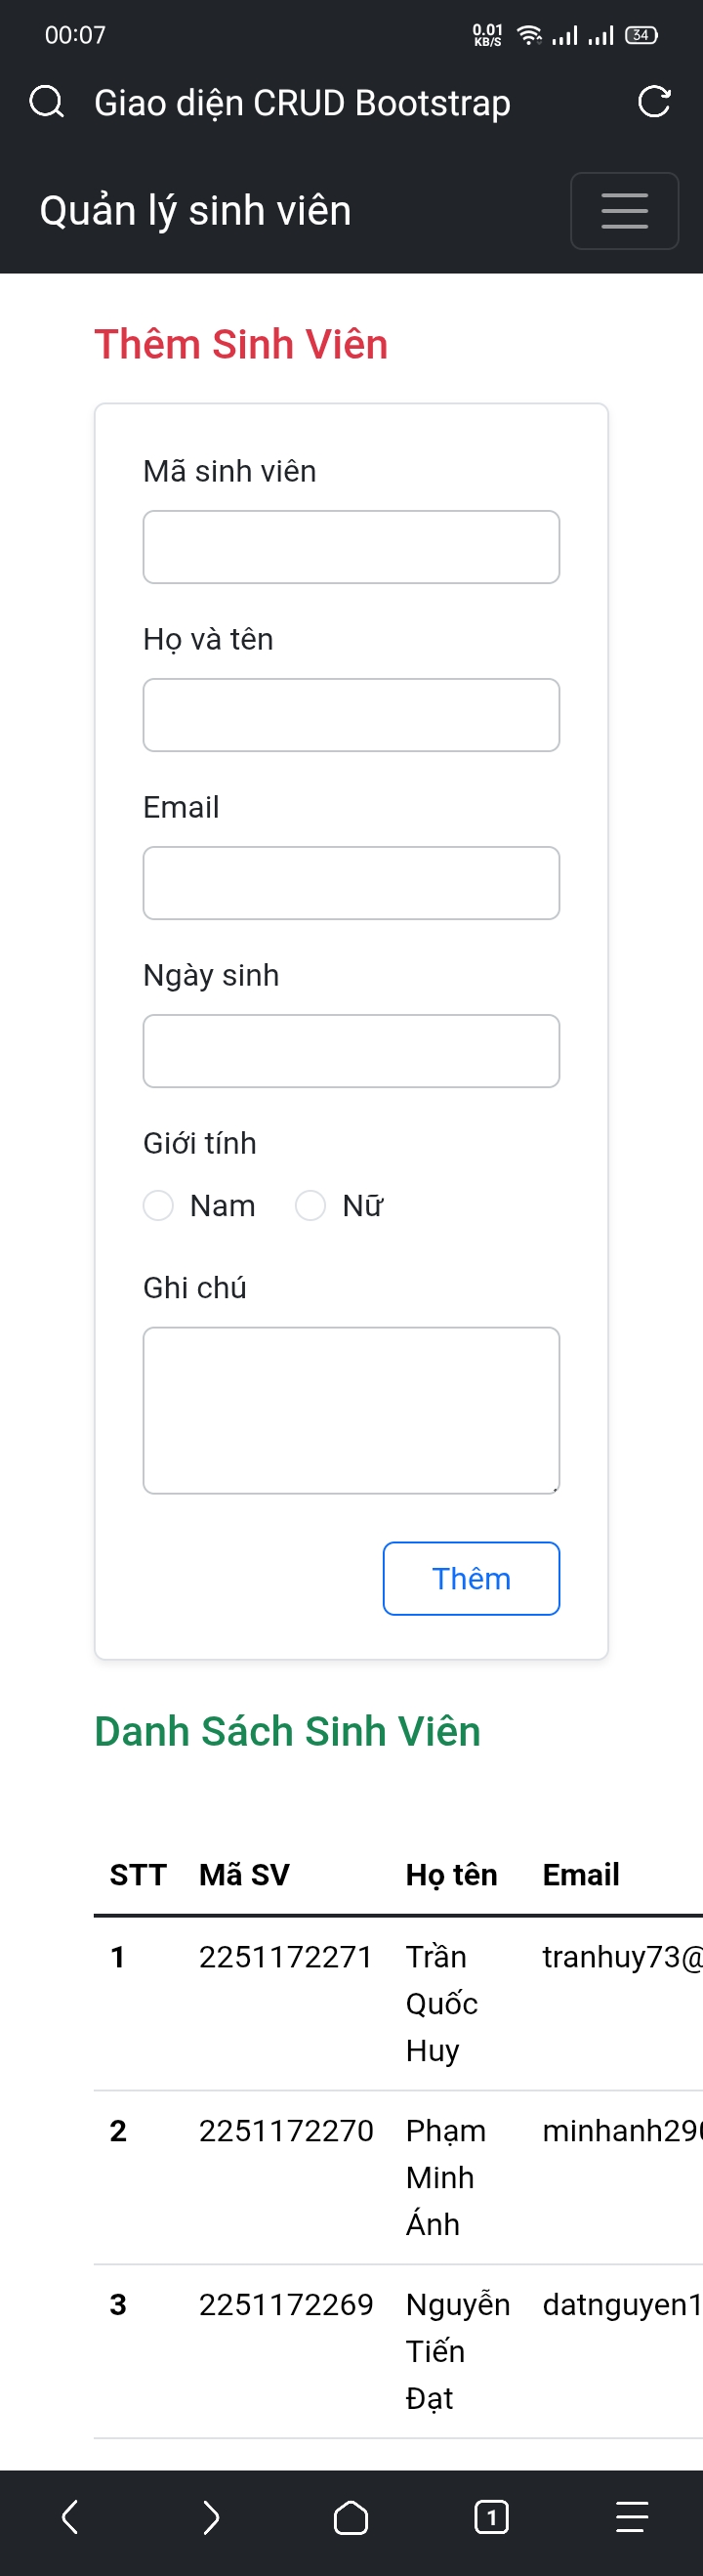 00:07
0.01
KB/S
34
Giao diện CRUD Bootstrap
Quản lý sinh viên
Thêm Sinh Viên
Mã sinh viên
Họ và tên
Email
Ngày sinh
Giới tính
Nam Nữ
Ghi chú
Thêm
Danh Sách Sinh Viên
STT Mã SV Họ tên Email
1 2251172271 Trần tranhuy73@
Quốc
Huy
2 2251172270 Phạm minhanh290
Minh
Ánh
3 2251172269 Nguyễn datnguyen1
Tiến
Đạt
1